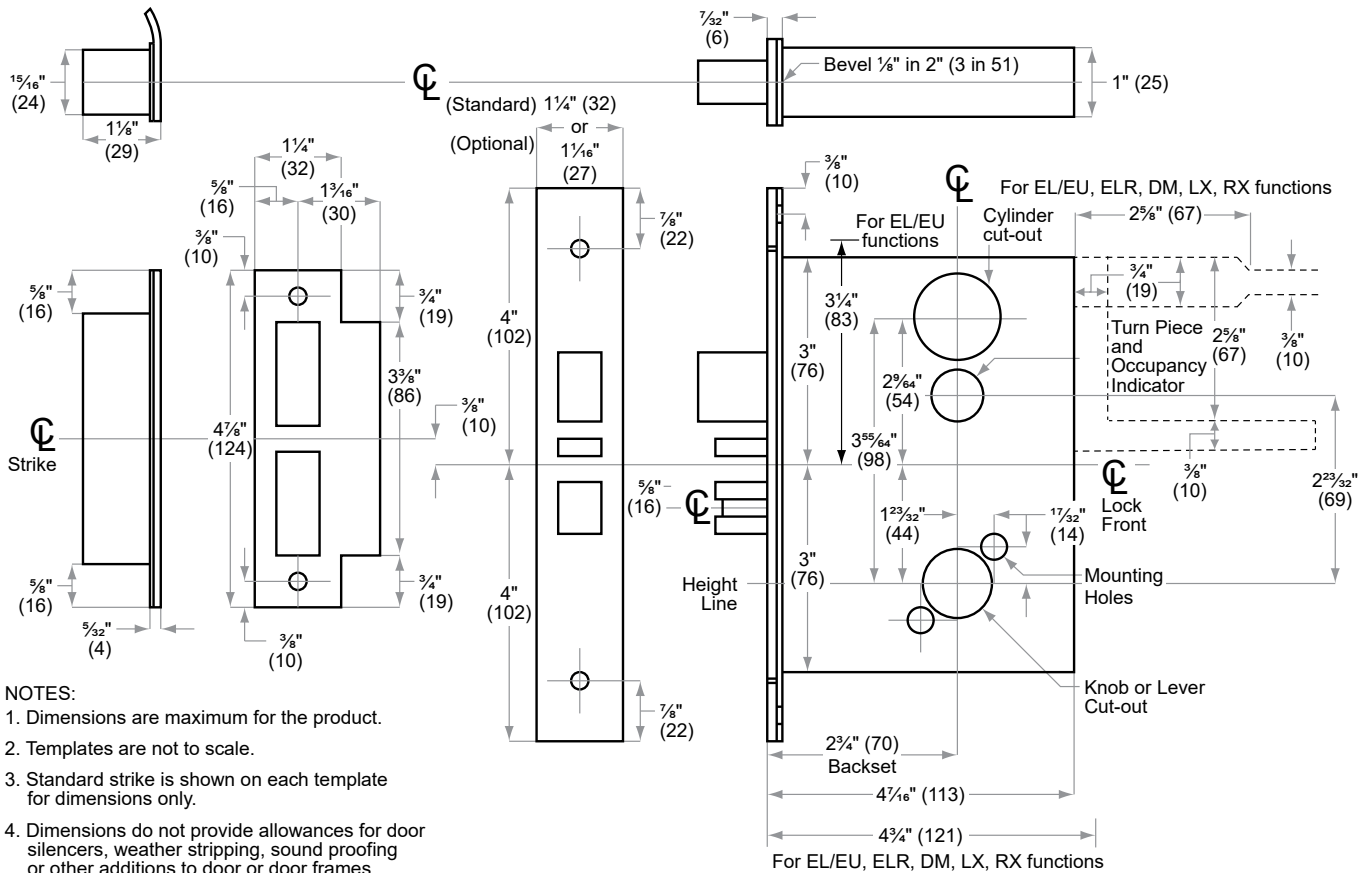 ⁷⁄₃₂"
(6)
Bevel ⅛" in 2" (3 in 51)
1" (25)
¹⁵⁄₁₆"
(24)
1⅛"
(29)
℄
(Standard) 1¼" (32)
or
(Optional)
1¹⁄₁₆"
(27)
1¼"
(32)
⅝"
(16)
1³⁄₁₆"
(30)
⅜"
(10)
⅝"
(16)
¾"
(19)
3⅜"
(86)
4⅞"
(124)
℄
Strike
⅜"
(10)
⅝"
(16)
¾"
(19)
⁵⁄₃₂"
(4)
⅜"
(10)
⅞"
(22)
4"
(102)
4"
(102)
⅞"
(22)
⅜"
(10)
℄
For EL/EU, ELR, DM, LX, RX functions
2⅝" (67)
For EL/EU
functions
Cylinder
cut-out
3¼"
(83)
¾"
(19)
3"
(76)
2⁹⁄₆₄"
(54)
3⁵⁵⁄₆₄"
(98)
Turn Piece
and
Occupancy
Indicator
2⅝"
(67)
⅜"
(10)
⅜"
(10)
2²³⁄₃₂"
(69)
℄
Lock
Front
⅝"
(16)
℄
1²³⁄₃₂"
(44)
¹⁷⁄₃₂"
(14)
3"
(76)
Height
Line
Mounting
Holes
Knob or Lever
Cut-out
2¾" (70)
Backset
4⁷⁄₁₆" (113)
4¾" (121)
For EL/EU, ELR, DM, LX, RX functions
NOTES:
1. Dimensions are maximum for the product.
2. Templates are not to scale.
3. Standard strike is shown on each template
for dimensions only.
4. Dimensions do not provide allowances for door
silencers, weather stripping, sound proofing
or other additions to door or door frames